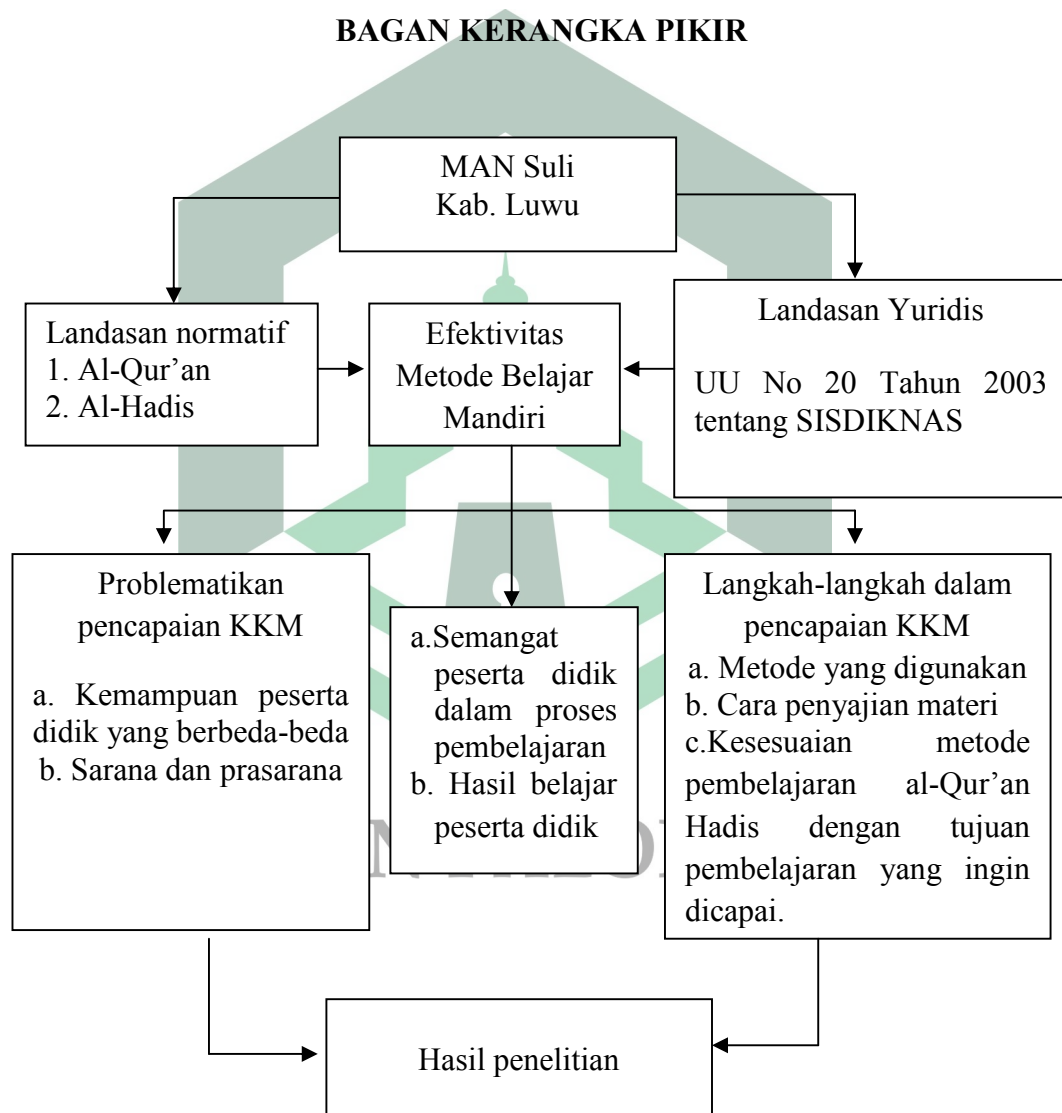 BAGAN KERANGKA PIKIR
MAN Suli
Kab. Luwu
Landasan normatif
1. Al-Qur’an
2. Al-Hadis
Efektivitas
Metode Belajar
Mandiri
Landasan Yuridis
UU No 20 Tahun 2003
tentang SISDIKNAS
Problematikan
pencapaian KKM
a. Kemampuan peserta
didik yang berbeda-beda
b. Sarana dan prasarana
a.Semangat
peserta didik
dalam proses
pembelajaran
b. Hasil belajar
peserta didik
Langkah-langkah dalam
pencapaian KKM
a. Metode yang digunakan
b. Cara penyajian materi
c.Kesesuaian metode
pembelajaran al-Qur’an
Hadis dengan tujuan
pembelajaran yang ingin
dicapai.
Hasil penelitian